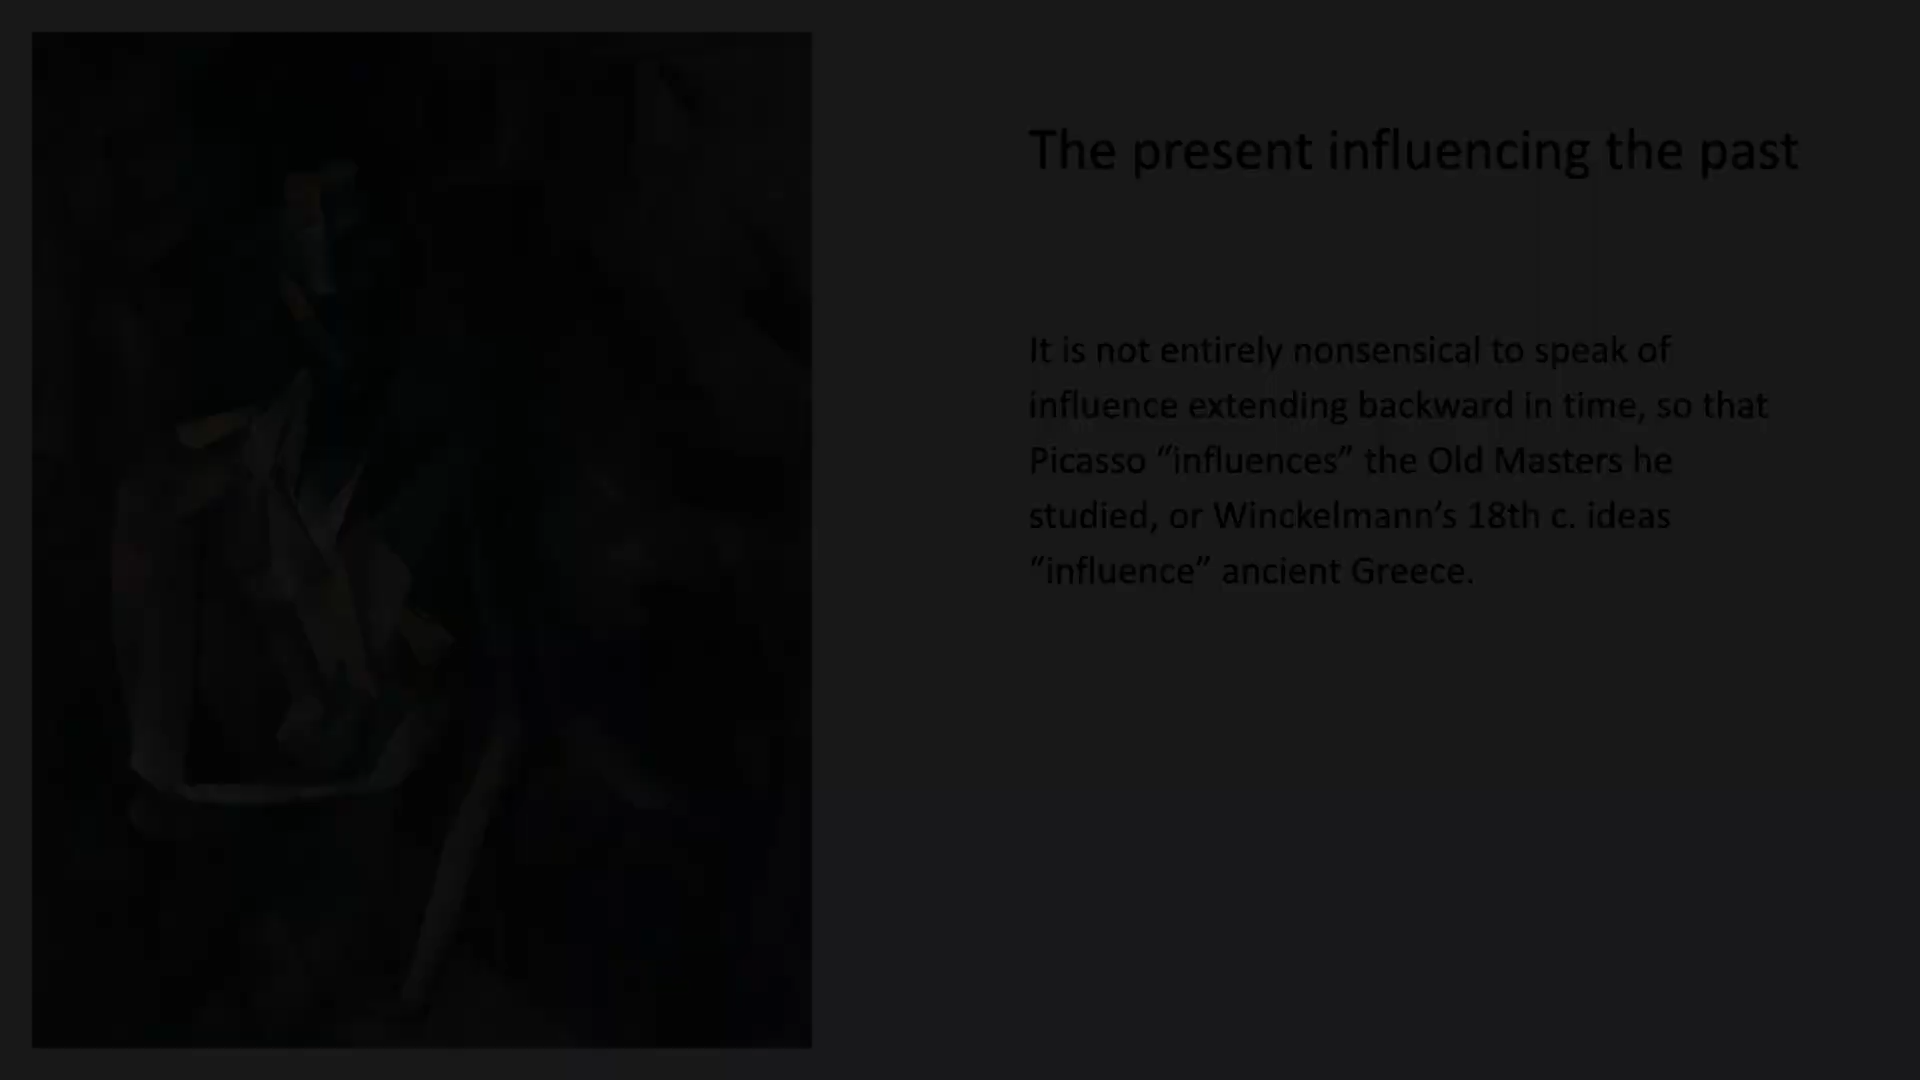 The present influencing the past
It is not entirely nonsensical to speak of
influence extending backward in time, so that
Picasso “influences” the Old Masters he
studied, or Winckelmann’s 18th c. ideas
“influence” ancient Greece.